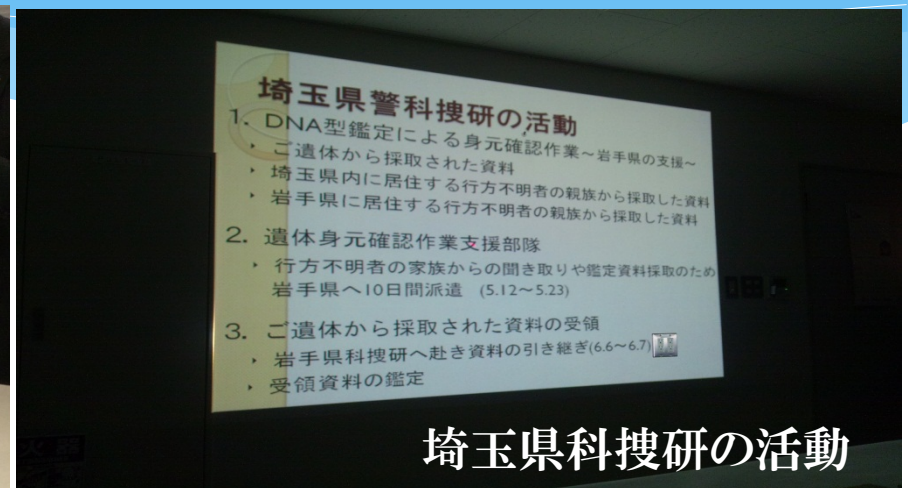 埼玉県警科捜研の活動
1. DNA型鑑定による身元確認作業～岩手県の支援～
‣ ご遺体から採取された資料
‣ 埼玉県内に居住する行方不明者の親族から採取した資料
‣ 岩手県に居住する行方不明者の親族から採取した資料
2. 遺体身元確認作業支援部隊
‣ 行方不明者の家族からの聞き取りや鑑定資料採取のため
岩手県へ10日間派遣 (5.12～5.23)
3. ご遺体から採取された資料の受領
‣ 岩手県科捜研へ赴き資料の引き継ぎ(6.6～6.7)
‣ 受領資料の鑑定
埼玉県科捜研の活動